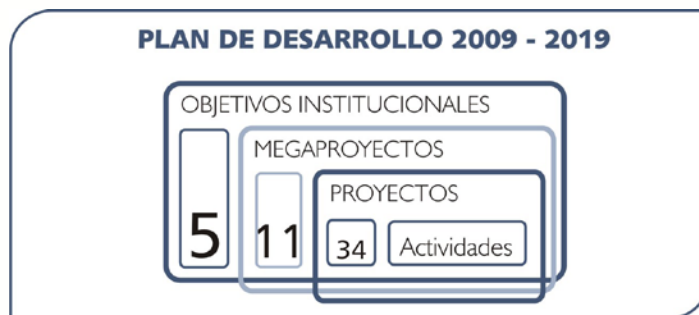 PLAN DE DESARROLLO 2009 - 2019
OBJETIVOS INSTITUCIONALES
MEGAPROYECTOS
PROYECTOS
5
11
34
Actividades